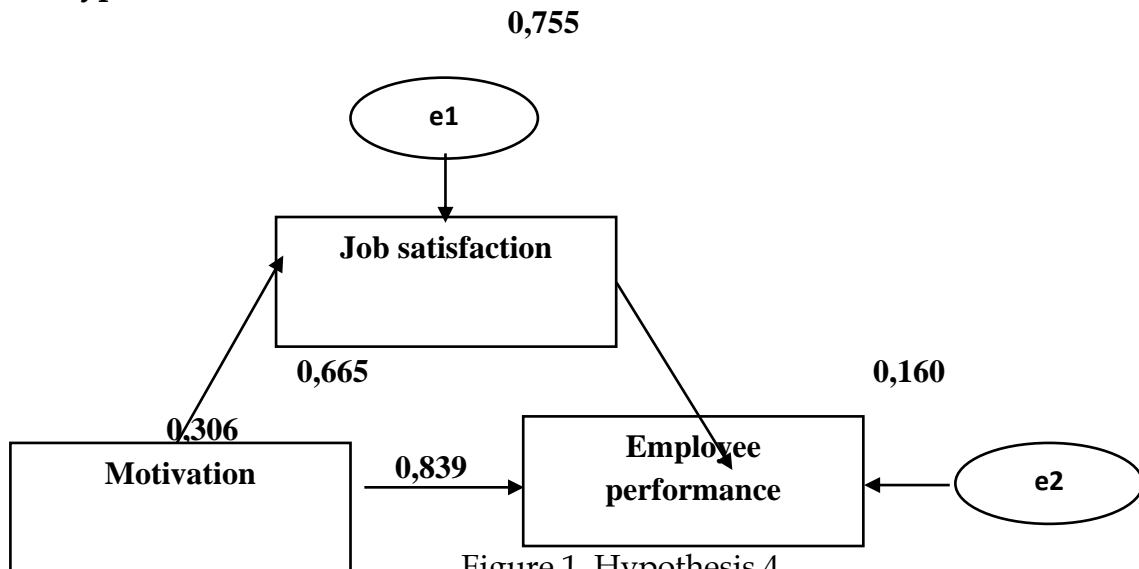 0,755
e1
Job satisfaction
0,665
0,160
0,306
Motivation
0,839
Employee
performance
e2
Figure 1. Hypothesis 4